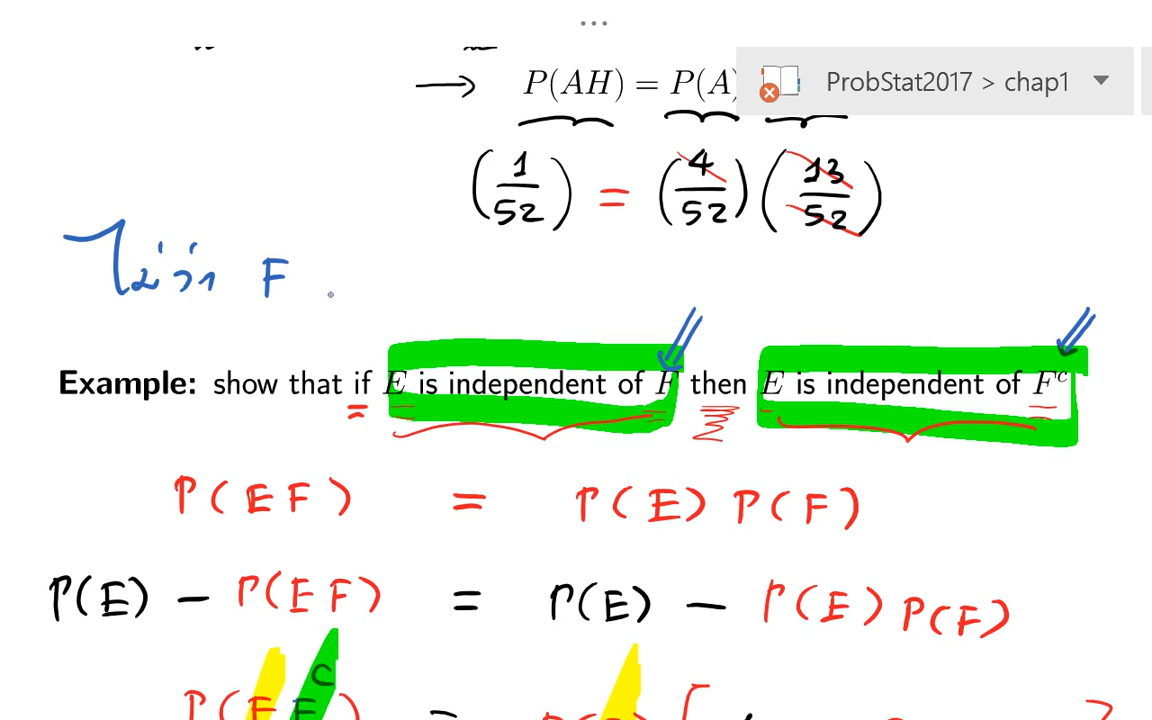 → P(AH) = P(A)
ProbStat2017 > chap1
(1/52) = (4/52)(13/52)
ไม่ว่า F
Example: show that if E is independent of F then E is independent of Fᶜ
P(EF) = P(E) P(F)
P(E) − P(EF) = P(E) − P(E) P(F)